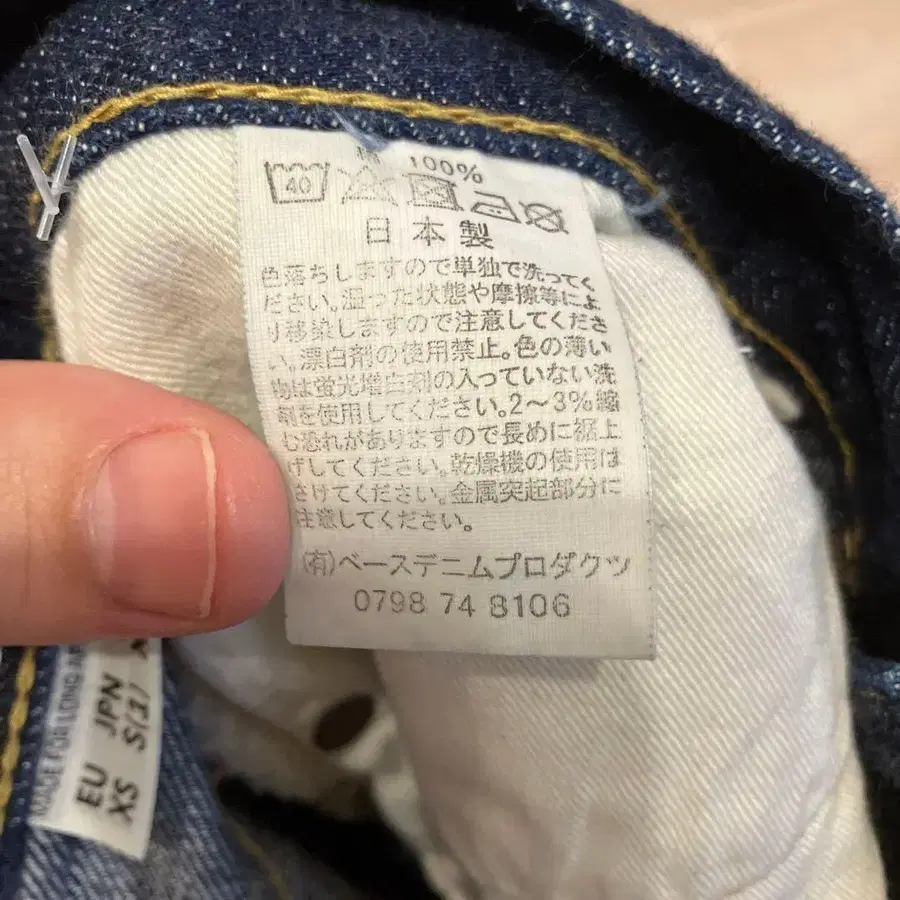 綿 100%
40
日本製
色落ちしますので単独で洗ってく
ださい。湿った状態や摩擦等によ
り移染しますので注意してくださ
い。漂白剤の使用禁止。色の薄い
物は蛍光増白剤の入っていない洗
剤を使用してください。2～3%縮
む恐れがありますので長めに裾上
げしてください。乾燥機の使用は
さけてください。金属突起部分に
注意してください。
(有)ベースデニムプロダクツ
0798 74 8106
MADE FOR LONG
EU JPN
XS S(1)